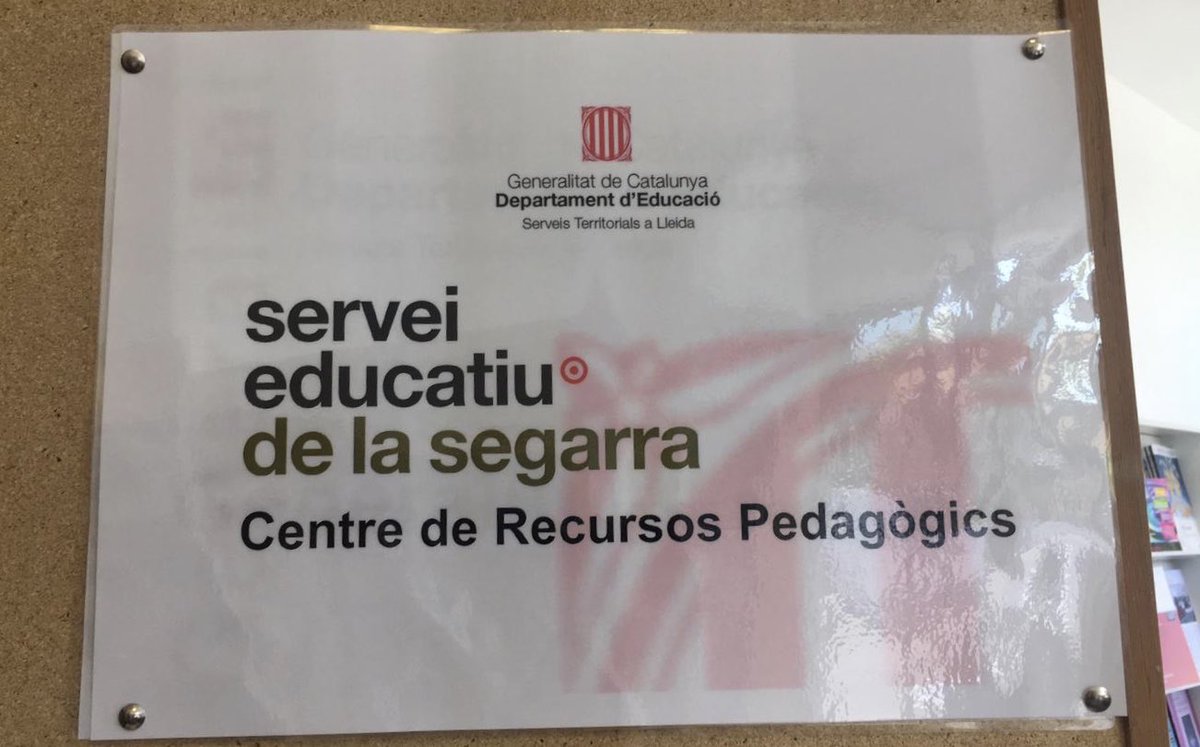 Generalitat de Catalunya
Departament d'Educació
Serveis Territorials a Lleida
servei
educatiu
de la segarra
Centre de Recursos Pedagògics